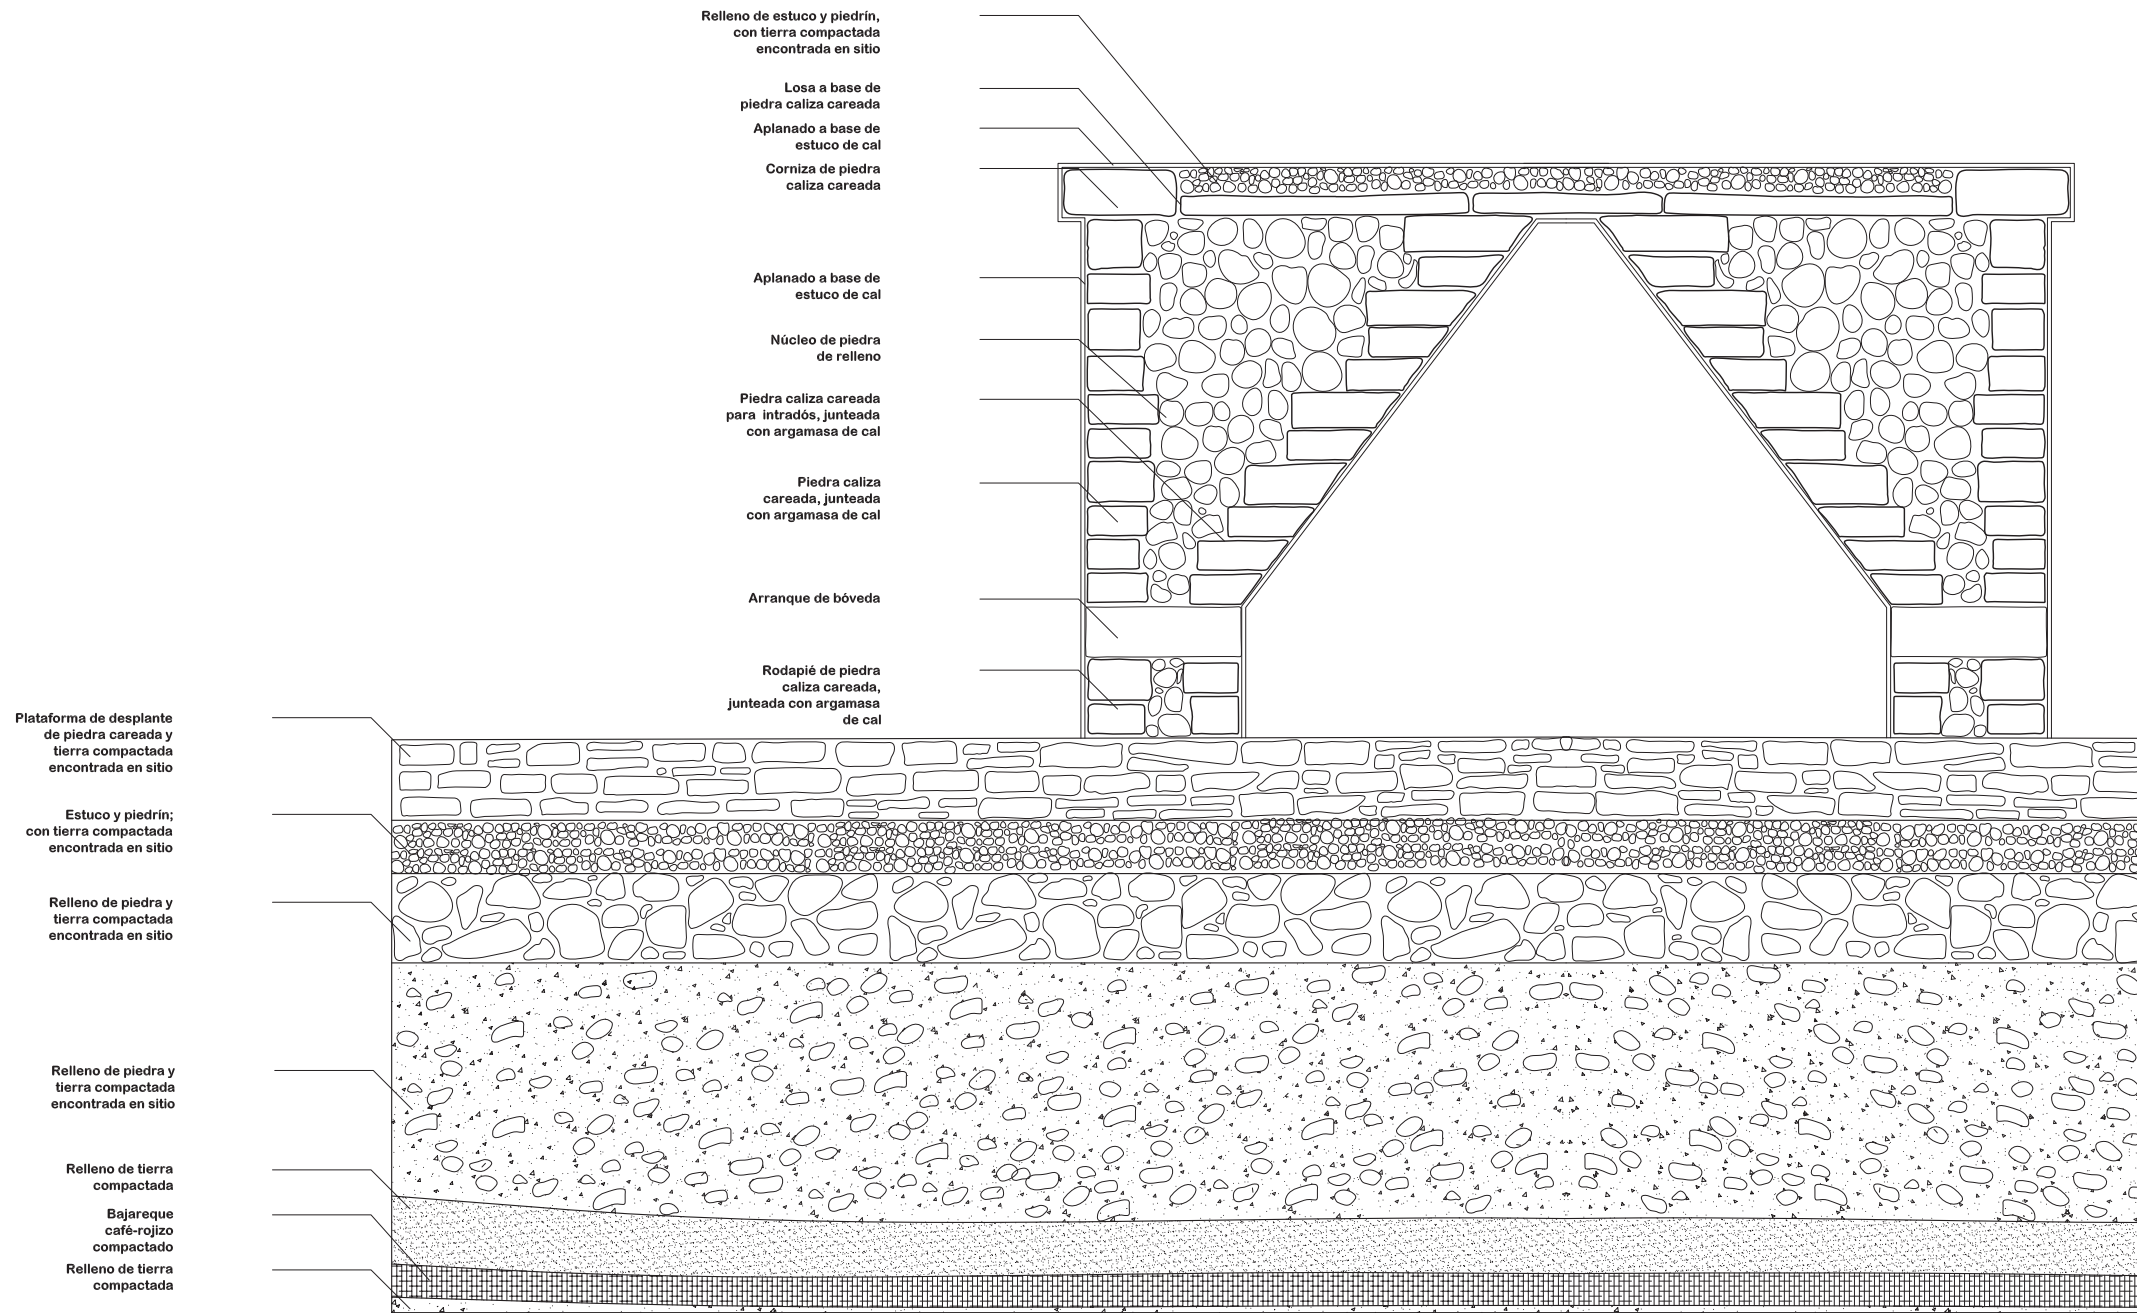 Relleno de estuco y piedrín,
con tierra compactada
encontrada en sitio
Losa a base de
piedra caliza careada
Aplanado a base de
estuco de cal
Corniza de piedra
caliza careada
Aplanado a base de
estuco de cal
Núcleo de piedra
de relleno
Piedra caliza careada
para intradós, junteada
con argamasa de cal
Piedra caliza
careada, junteada
con argamasa de cal
Arranque de bóveda
Rodapié de piedra
caliza careada,
junteada con argamasa
de cal
Plataforma de desplante
de piedra careada y
tierra compactada
encontrada en sitio
Estuco y piedrín;
con tierra compactada
encontrada en sitio
Relleno de piedra y
tierra compactada
encontrada en sitio
Relleno de piedra y
tierra compactada
encontrada en sitio
Relleno de tierra
compactada
Bajareque
café-rojizo
compactado
Relleno de tierra
compactada